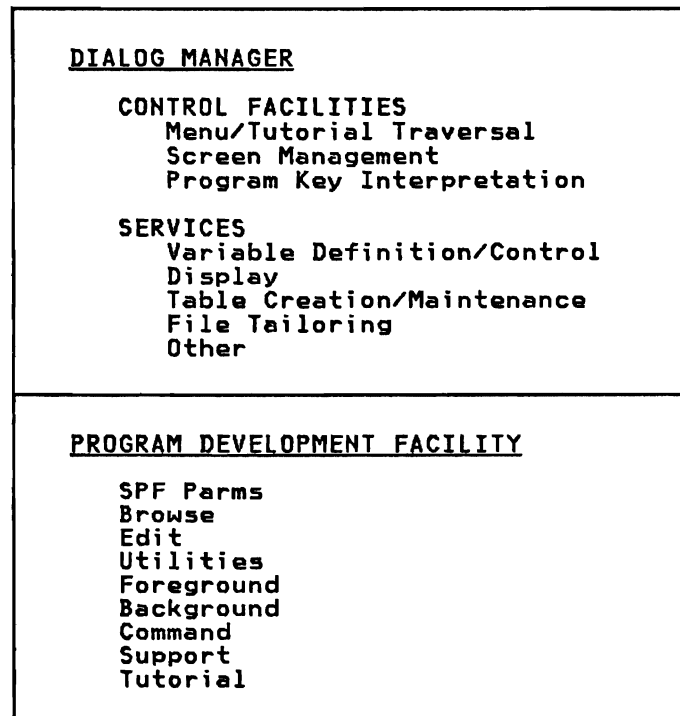 DIALOG MANAGER
CONTROL FACILITIES
Menu/Tutorial Traversal
Screen Management
Program Key Interpretation
SERVICES
Variable Definition/Control
Display
Table Creation/Maintenance
File Tailoring
Other
PROGRAM DEVELOPMENT FACILITY
SPF Parms
Browse
Edit
Utilities
Foreground
Background
Command
Support
Tutorial